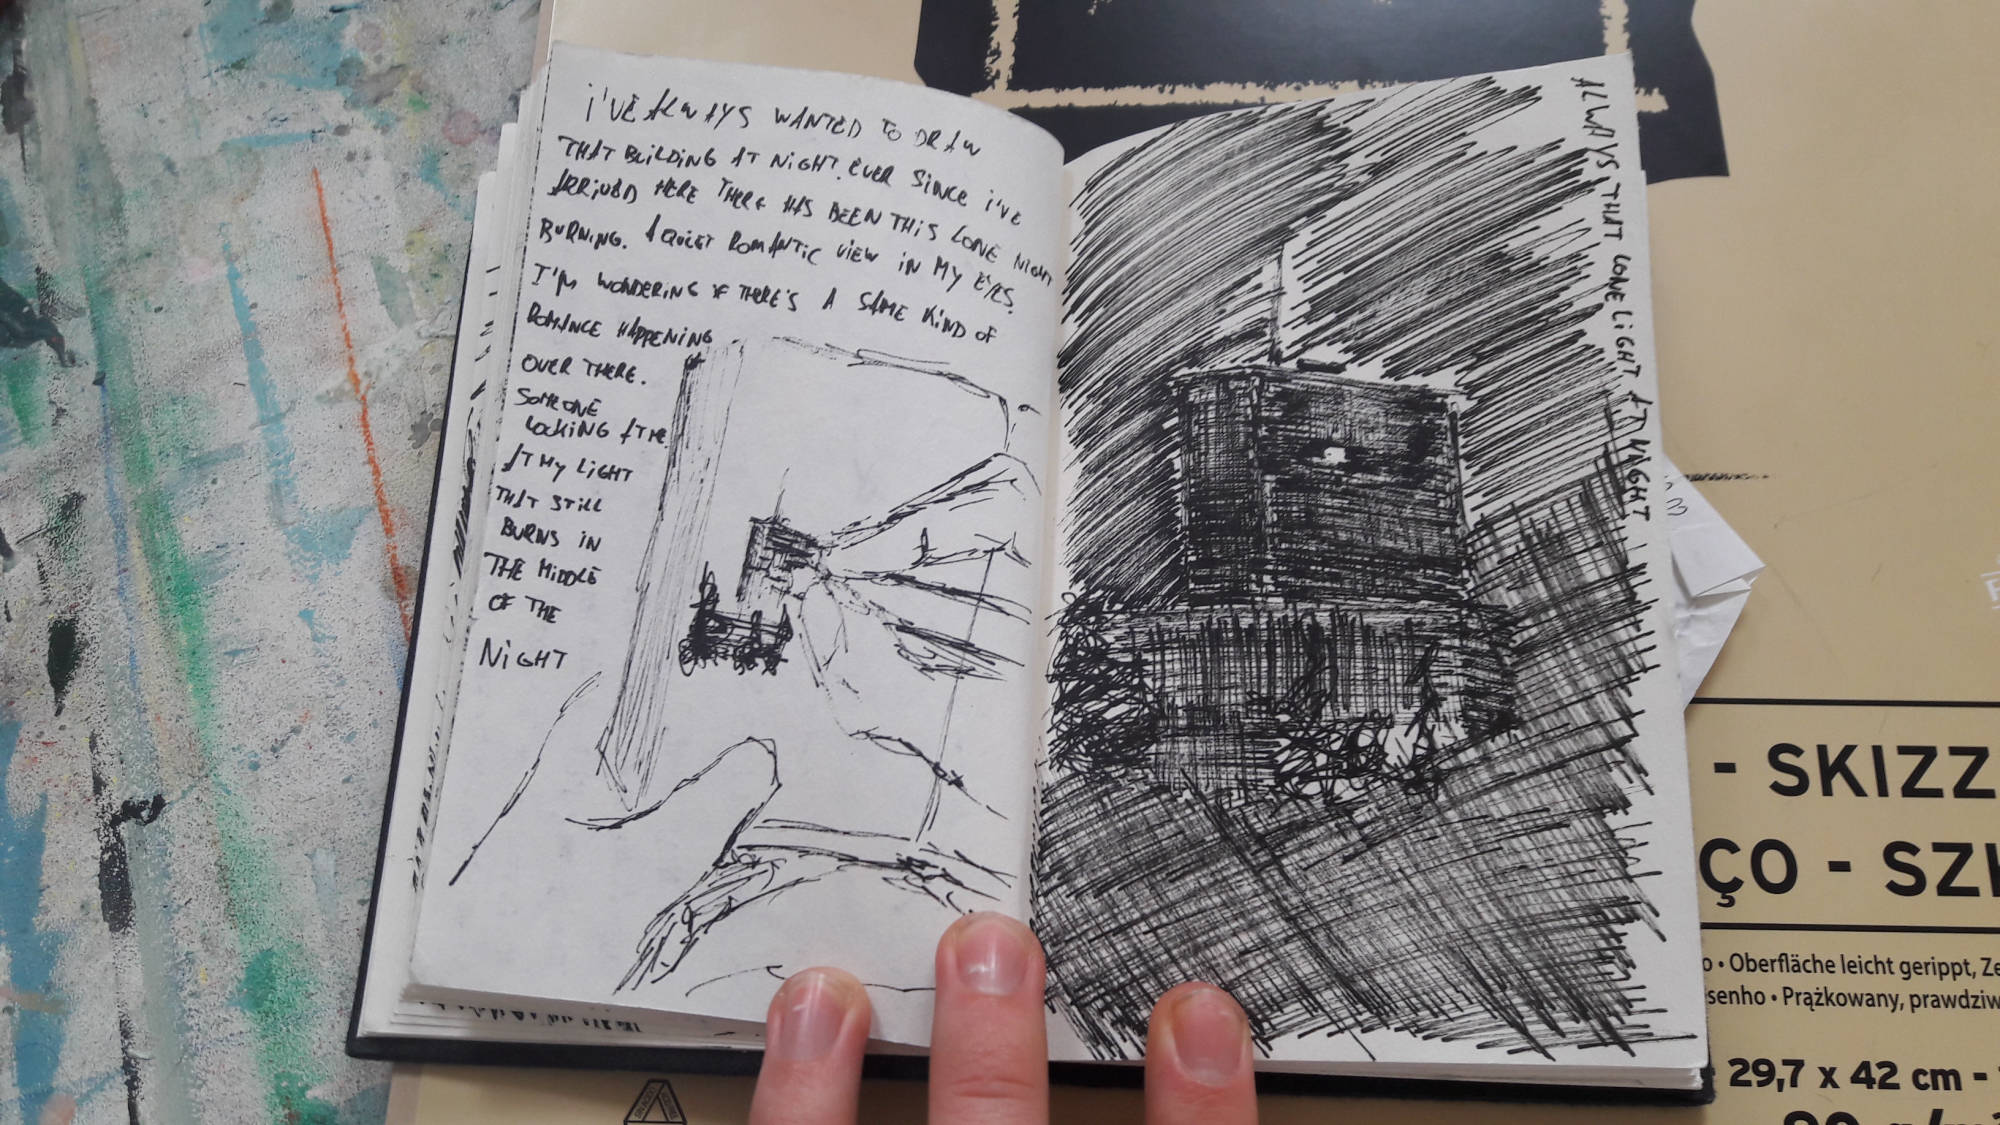 I'VE ALWAYS WANTED TO DRAW
THAT BUILDING AT NIGHT. EVER SINCE I'VE
ARRIVED HERE THERE HAS BEEN THIS LONE NIGHT
BURNING. A QUIET ROMANTIC VIEW IN MY EYES.
I'M WONDERING IF THERE'S A SAME KIND OF
ROMANCE HAPPENING
OVER THERE.
SOMEONE
LOOKING
AT MY LIGHT
THAT STILL
BURNS IN
THE MIDDLE
OF THE
NIGHT
ALWAYS THAT LONE LIGHT AT NIGHT
- SKIZZ
ÇO - SZK
• Oberfläche leicht gerippt, Ze
senho • Prążkowany, prawdziw
29,7 x 42 cm -